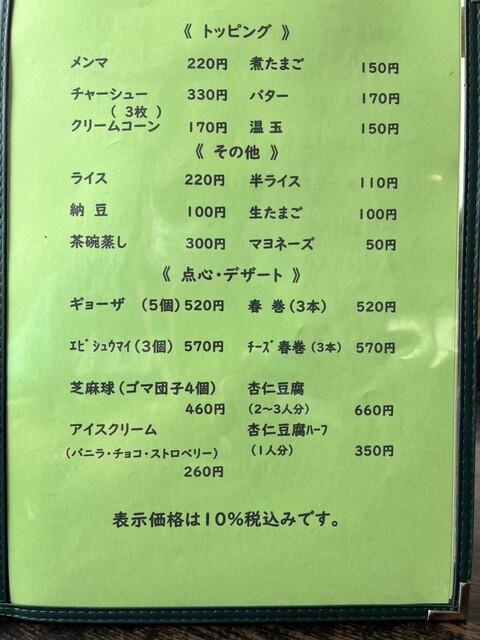 《 トッピング 》
メンマ 220円 煮たまご 150円
チャーシュー 330円 バター 170円
( 3枚 )
クリームコーン 170円 温玉 150円
《 その他 》
ライス 220円 半ライス 110円
納豆 100円 生たまご 100円
茶碗蒸し 300円 マヨネーズ 50円
《 点心・デザート 》
ギョーザ (5個) 520円 春巻(3本) 520円
ｴﾋﾞｼｭｳﾏｲ(3個) 570円 ﾁｰｽﾞ春巻(3本) 570円
芝麻球(ゴマ団子4個) 杏仁豆腐
460円 (2～3人分) 660円
アイスクリーム 杏仁豆腐ﾊｰﾌ
(バニラ・チョコ・ストロベリー) (1人分) 350円
260円
表示価格は10%税込みです。